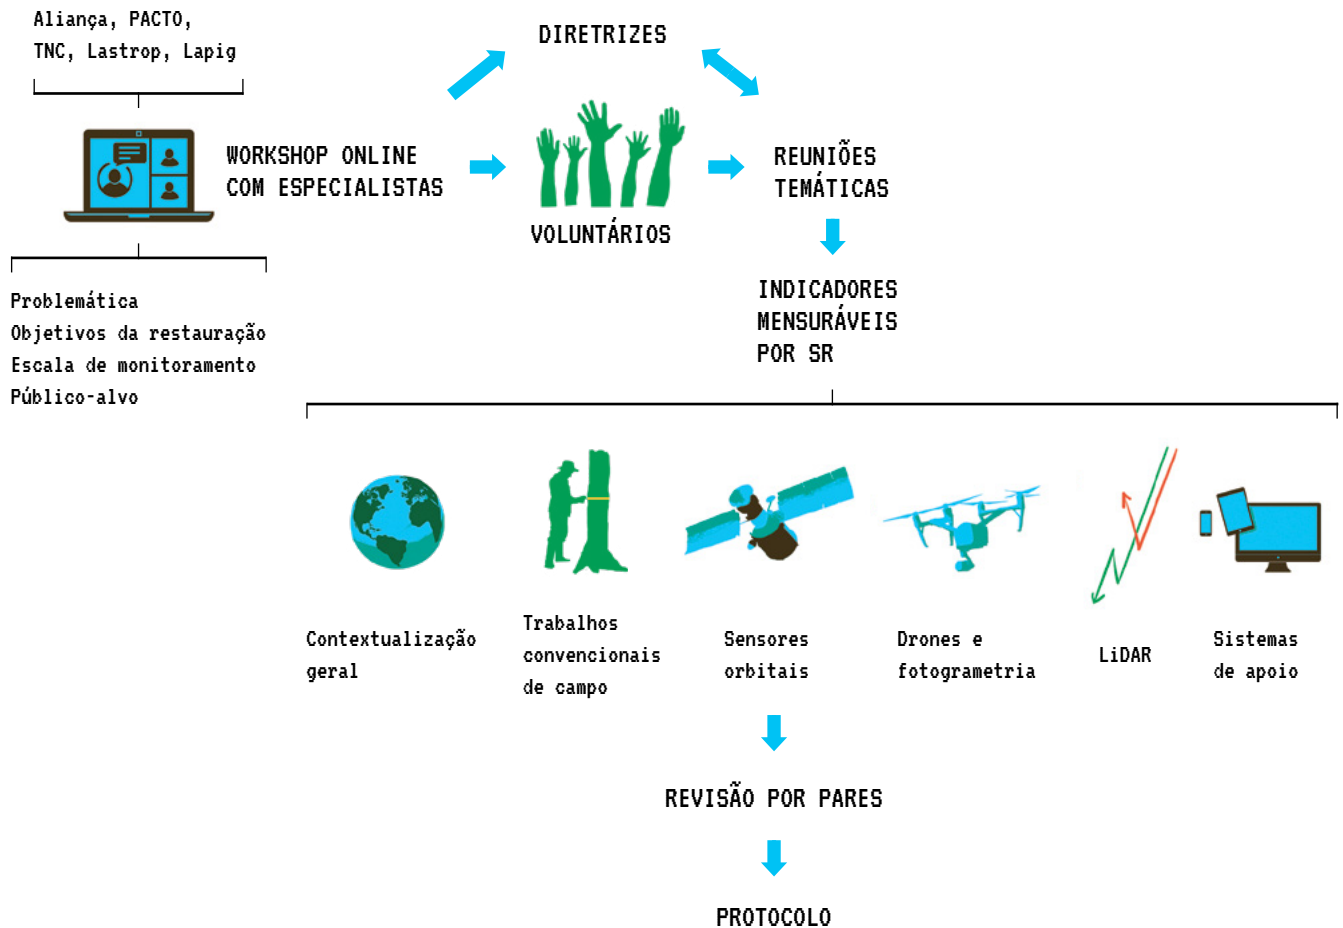 Aliança, PACTO,
TNC, Lastrop, Lapig
WORKSHOP ONLINE
COM ESPECIALISTAS
Problemática
Objetivos da restauração
Escala de monitoramento
Público-alvo
DIRETRIZES
VOLUNTÁRIOS
REUNIÕES
TEMÁTICAS
INDICADORES
MENSURÁVEIS
POR SR
Contextualização
geral
Trabalhos
convencionais
de campo
Sensores
orbitais
Drones e
fotogrametria
LiDAR
Sistemas
de apoio
REVISÃO POR PARES
PROTOCOLO